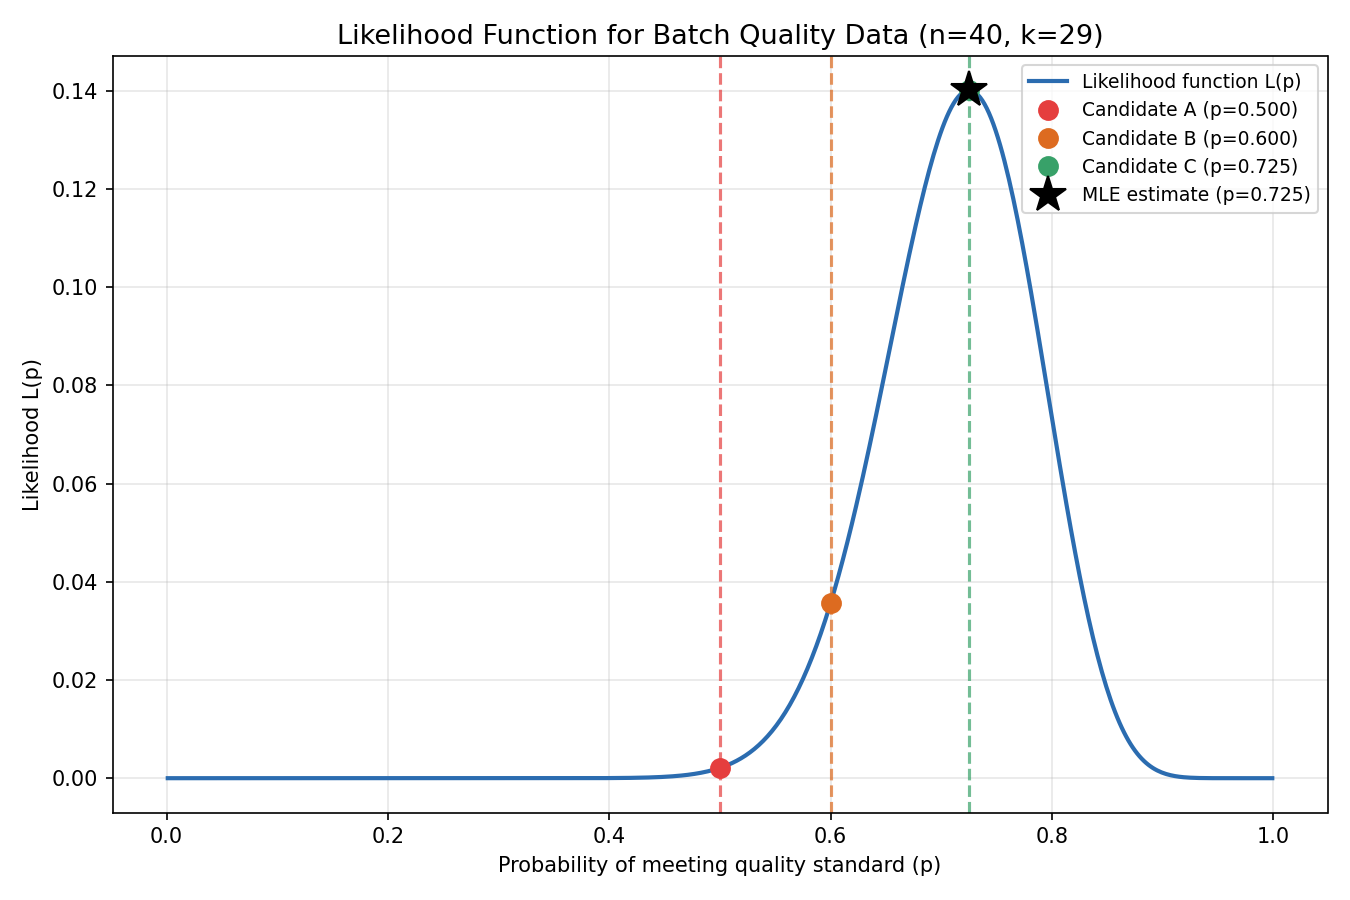 Likelihood Function for Batch Quality Data (n=40, k=29)
Likelihood function L(p)
Candidate A (p=0.500)
Candidate B (p=0.600)
Candidate C (p=0.725)
MLE estimate (p=0.725)
Likelihood L(p)
0.14
0.12
0.10
0.08
0.06
0.04
0.02
0.00
0.0 0.2 0.4 0.6 0.8 1.0
Probability of meeting quality standard (p)